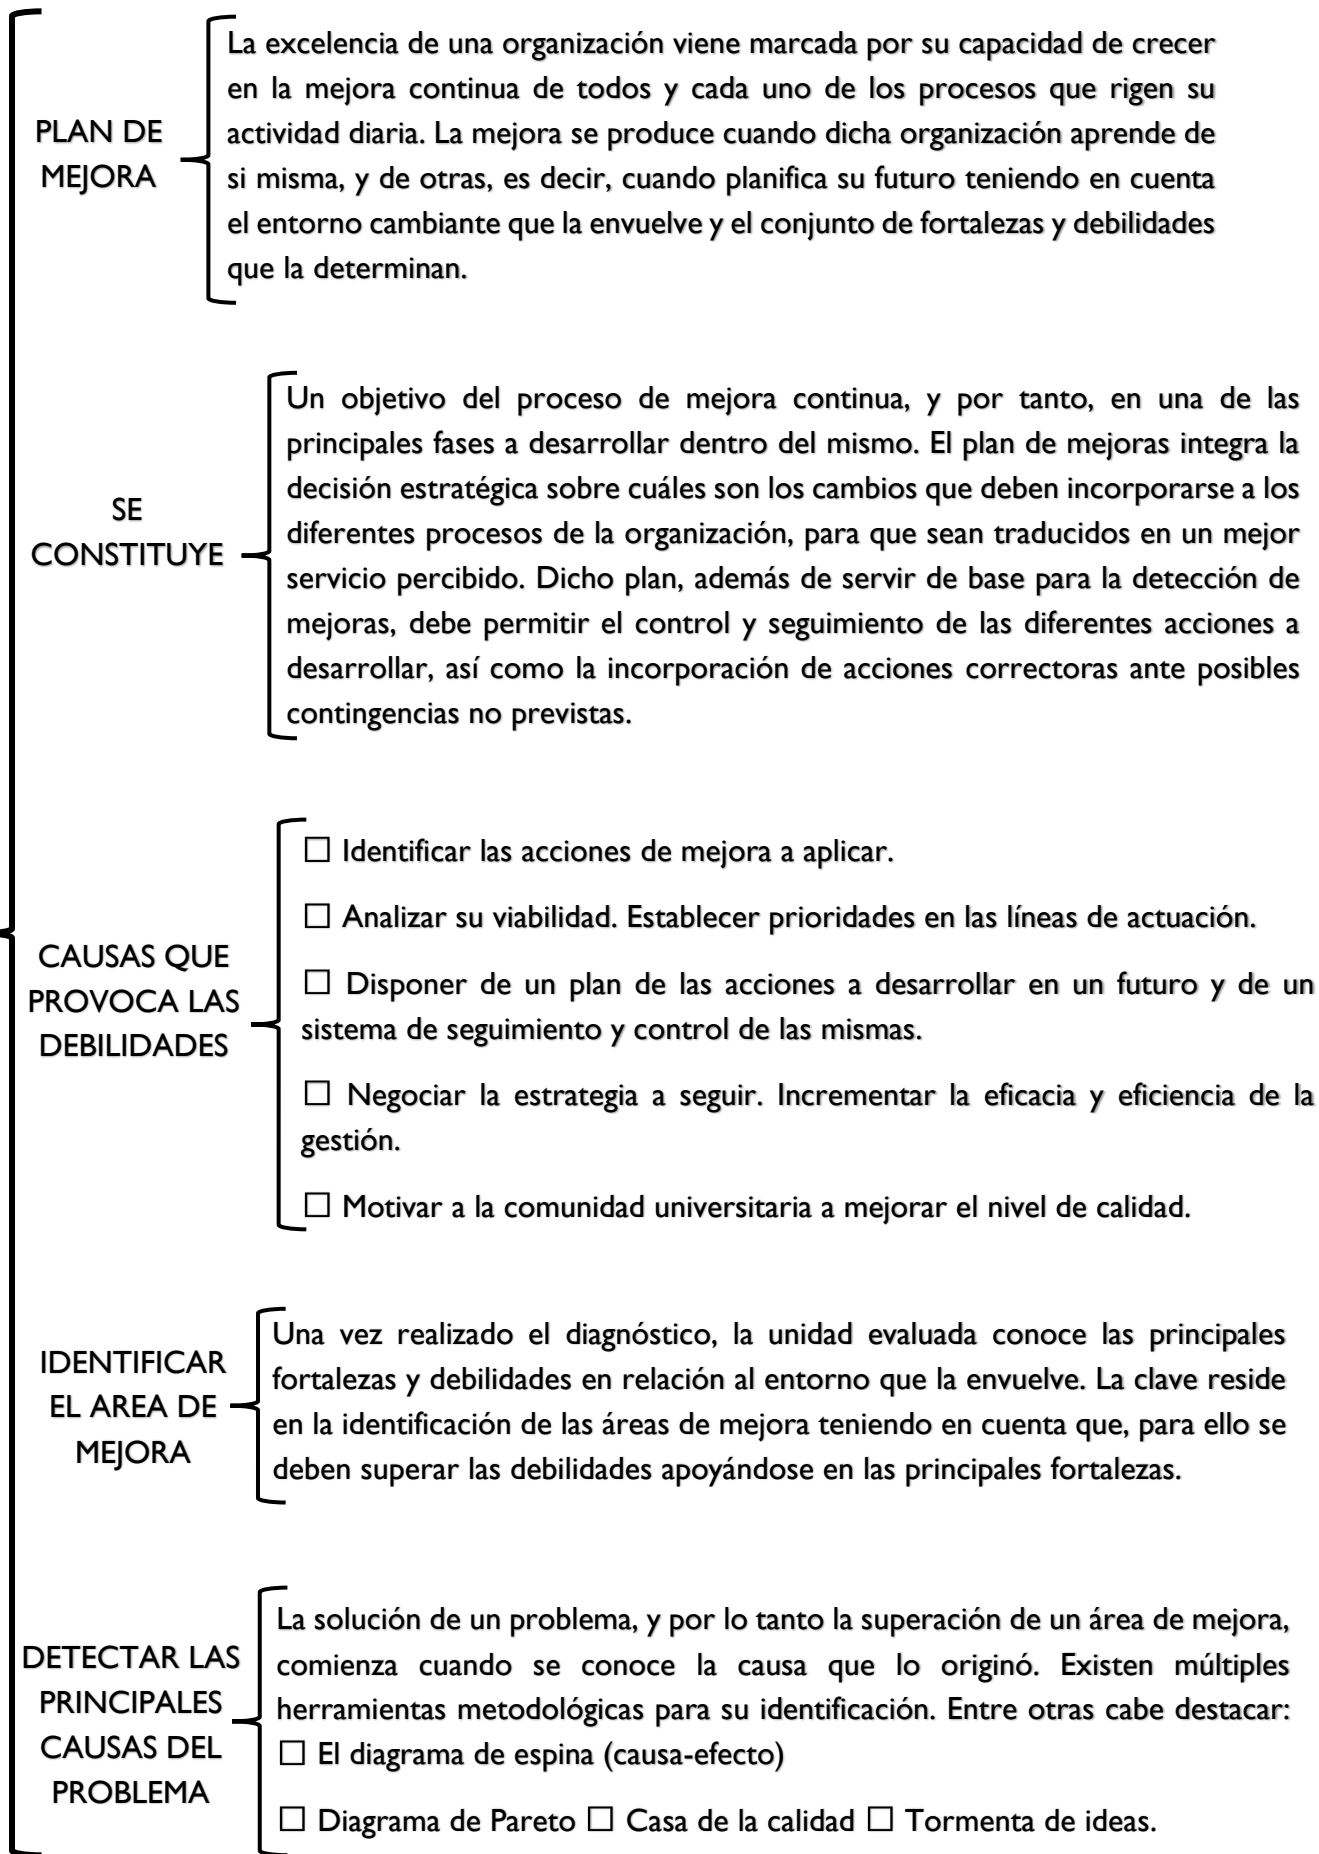 PLAN DE
MEJORA
La excelencia de una organización viene marcada por su capacidad de crecer
en la mejora continua de todos y cada uno de los procesos que rigen su
actividad diaria. La mejora se produce cuando dicha organización aprende de
si misma, y de otras, es decir, cuando planifica su futuro teniendo en cuenta
el entorno cambiante que la envuelve y el conjunto de fortalezas y debilidades
que la determinan.
SE
CONSTITUYE
Un objetivo del proceso de mejora continua, y por tanto, en una de las
principales fases a desarrollar dentro del mismo. El plan de mejoras integra la
decisión estratégica sobre cuáles son los cambios que deben incorporarse a los
diferentes procesos de la organización, para que sean traducidos en un mejor
servicio percibido. Dicho plan, además de servir de base para la detección de
mejoras, debe permitir el control y seguimiento de las diferentes acciones a
desarrollar, así como la incorporación de acciones correctoras ante posibles
contingencias no previstas.
CAUSAS QUE
PROVOCA LAS
DEBILIDADES
☐ Identificar las acciones de mejora a aplicar.
☐ Analizar su viabilidad. Establecer prioridades en las líneas de actuación.
☐ Disponer de un plan de las acciones a desarrollar en un futuro y de un
sistema de seguimiento y control de las mismas.
☐ Negociar la estrategia a seguir. Incrementar la eficacia y eficiencia de la
gestión.
☐ Motivar a la comunidad universitaria a mejorar el nivel de calidad.
IDENTIFICAR
EL AREA DE
MEJORA
Una vez realizado el diagnóstico, la unidad evaluada conoce las principales
fortalezas y debilidades en relación al entorno que la envuelve. La clave reside
en la identificación de las áreas de mejora teniendo en cuenta que, para ello se
deben superar las debilidades apoyándose en las principales fortalezas.
DETECTAR LAS
PRINCIPALES
CAUSAS DEL
PROBLEMA
La solución de un problema, y por lo tanto la superación de un área de mejora,
comienza cuando se conoce la causa que lo originó. Existen múltiples
herramientas metodológicas para su identificación. Entre otras cabe destacar:
☐ El diagrama de espina (causa-efecto)
☐ Diagrama de Pareto ☐ Casa de la calidad ☐ Tormenta de ideas.